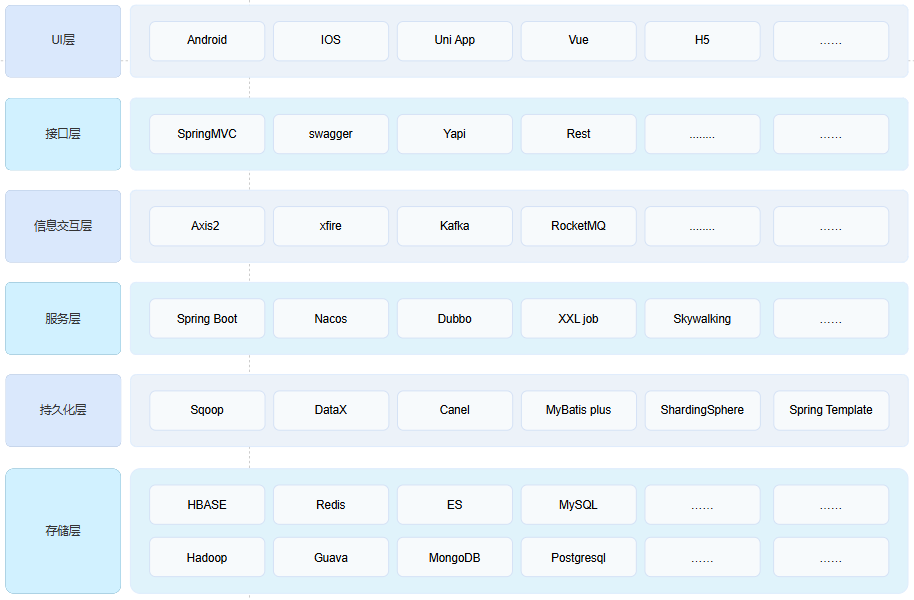 UI层
Android
IOS
Uni App
Vue
H5
……
接口层
SpringMVC
swagger
Yapi
Rest
........
……
信息交互层
Axis2
xfire
Kafka
RocketMQ
........
……
服务层
Spring Boot
Nacos
Dubbo
XXL job
Skywalking
……
持久化层
Sqoop
DataX
Canel
MyBatis plus
ShardingSphere
Spring Template
存储层
HBASE
Redis
ES
MySQL
……
……
Hadoop
Guava
MongoDB
Postgresql
……
……